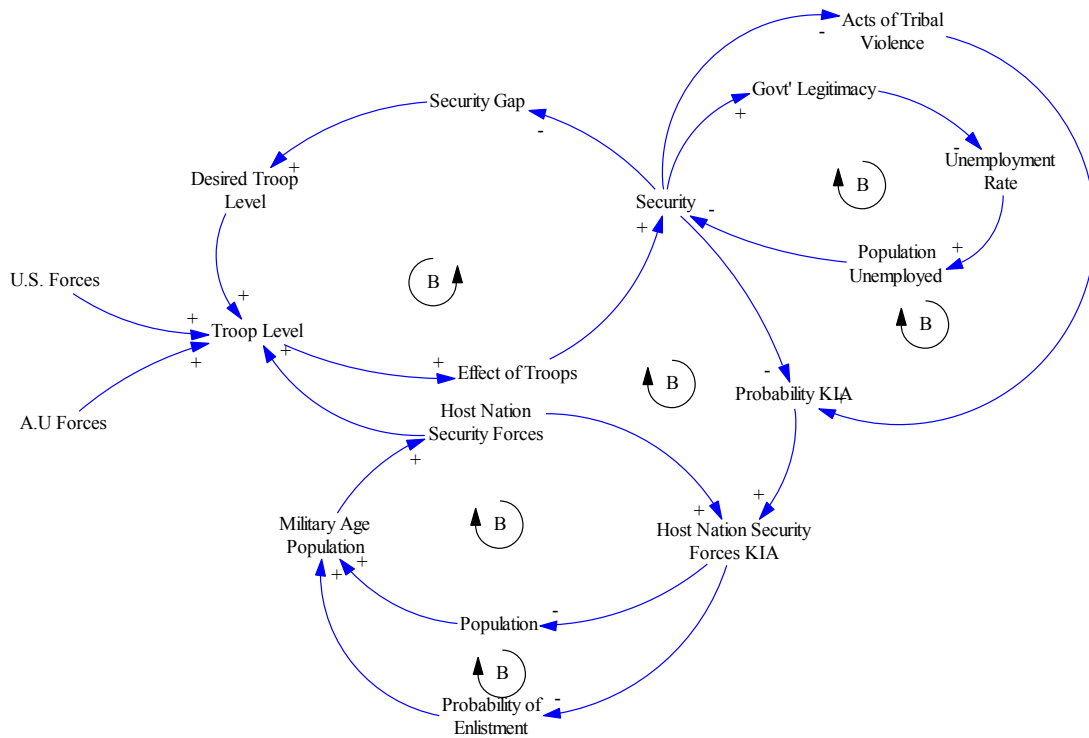 Acts of Tribal
Violence
-
Govt' Legitimacy
+
Security Gap
-
-
Unemployment
Rate
B
+
Desired Troop
Level
Security
-
+
+
Population
Unemployed
B
U.S. Forces
+
B
+
Troop Level
+
+
+
Effect of Troops
B
-
Probability KIA
+
A.U Forces
Host Nation
Security Forces
+
+
+
Military Age
Population
B
Host Nation Security
Forces KIA
+
+
-
Population
B
-
Probability of
Enlistment